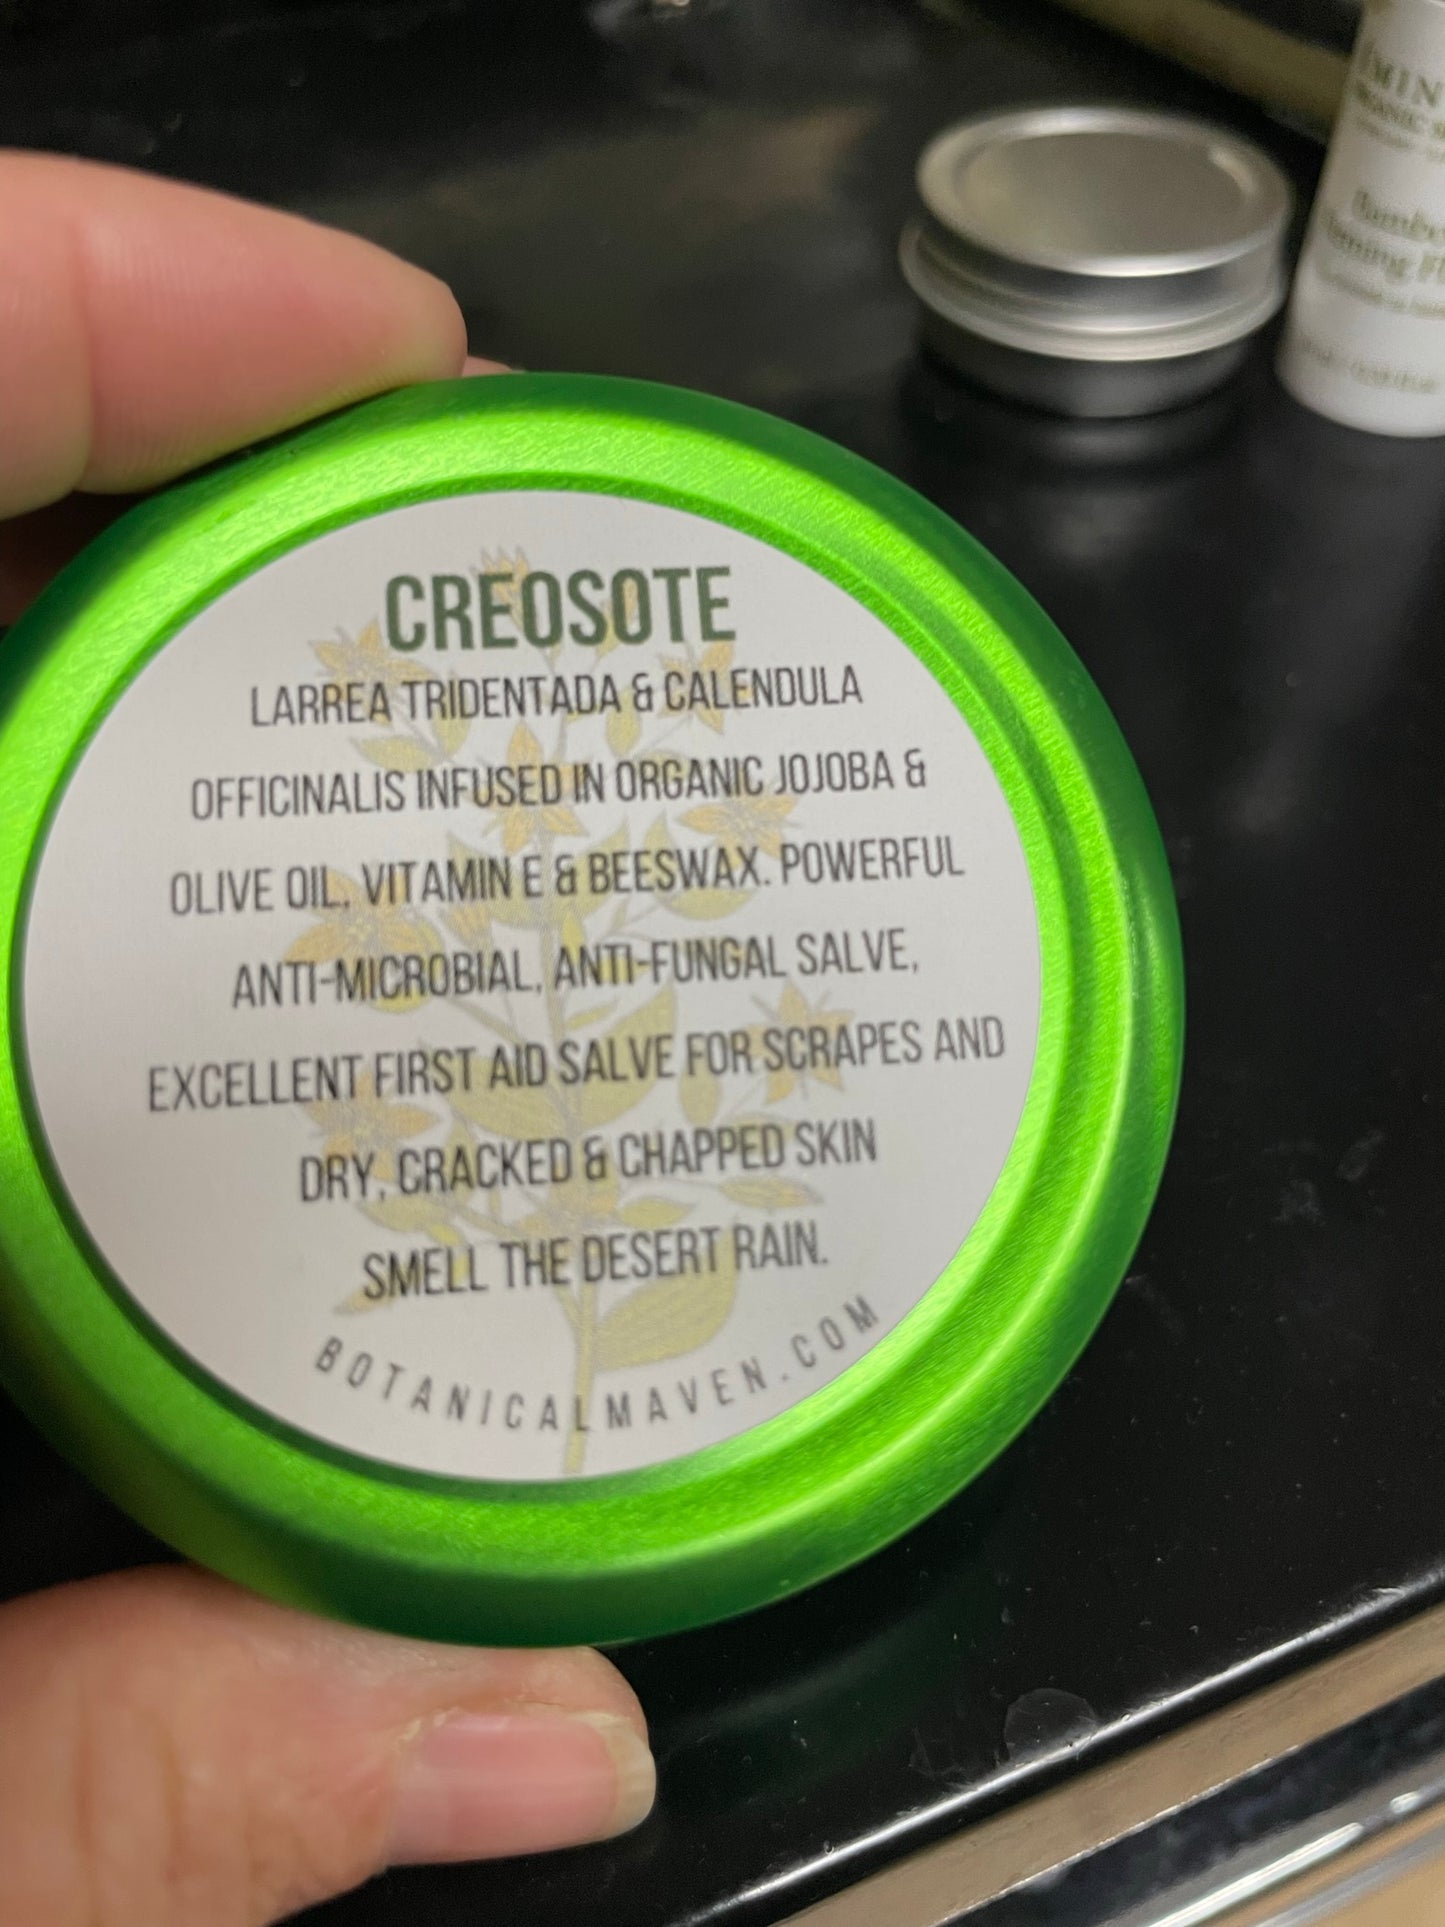 CREOSOTE
LARREA TRIDENTADA & CALENDULA
OFFICINALIS INFUSED IN ORGANIC JOJOBA &
OLIVE OIL, VITAMIN E & BEESWAX. POWERFUL
ANTI-MICROBIAL, ANTI-FUNGAL SALVE,
EXCELLENT FIRST AID SALVE FOR SCRAPES AND
DRY, CRACKED & CHAPPED SKIN
SMELL THE DESERT RAIN.
BOTANICALMAVEN.COM